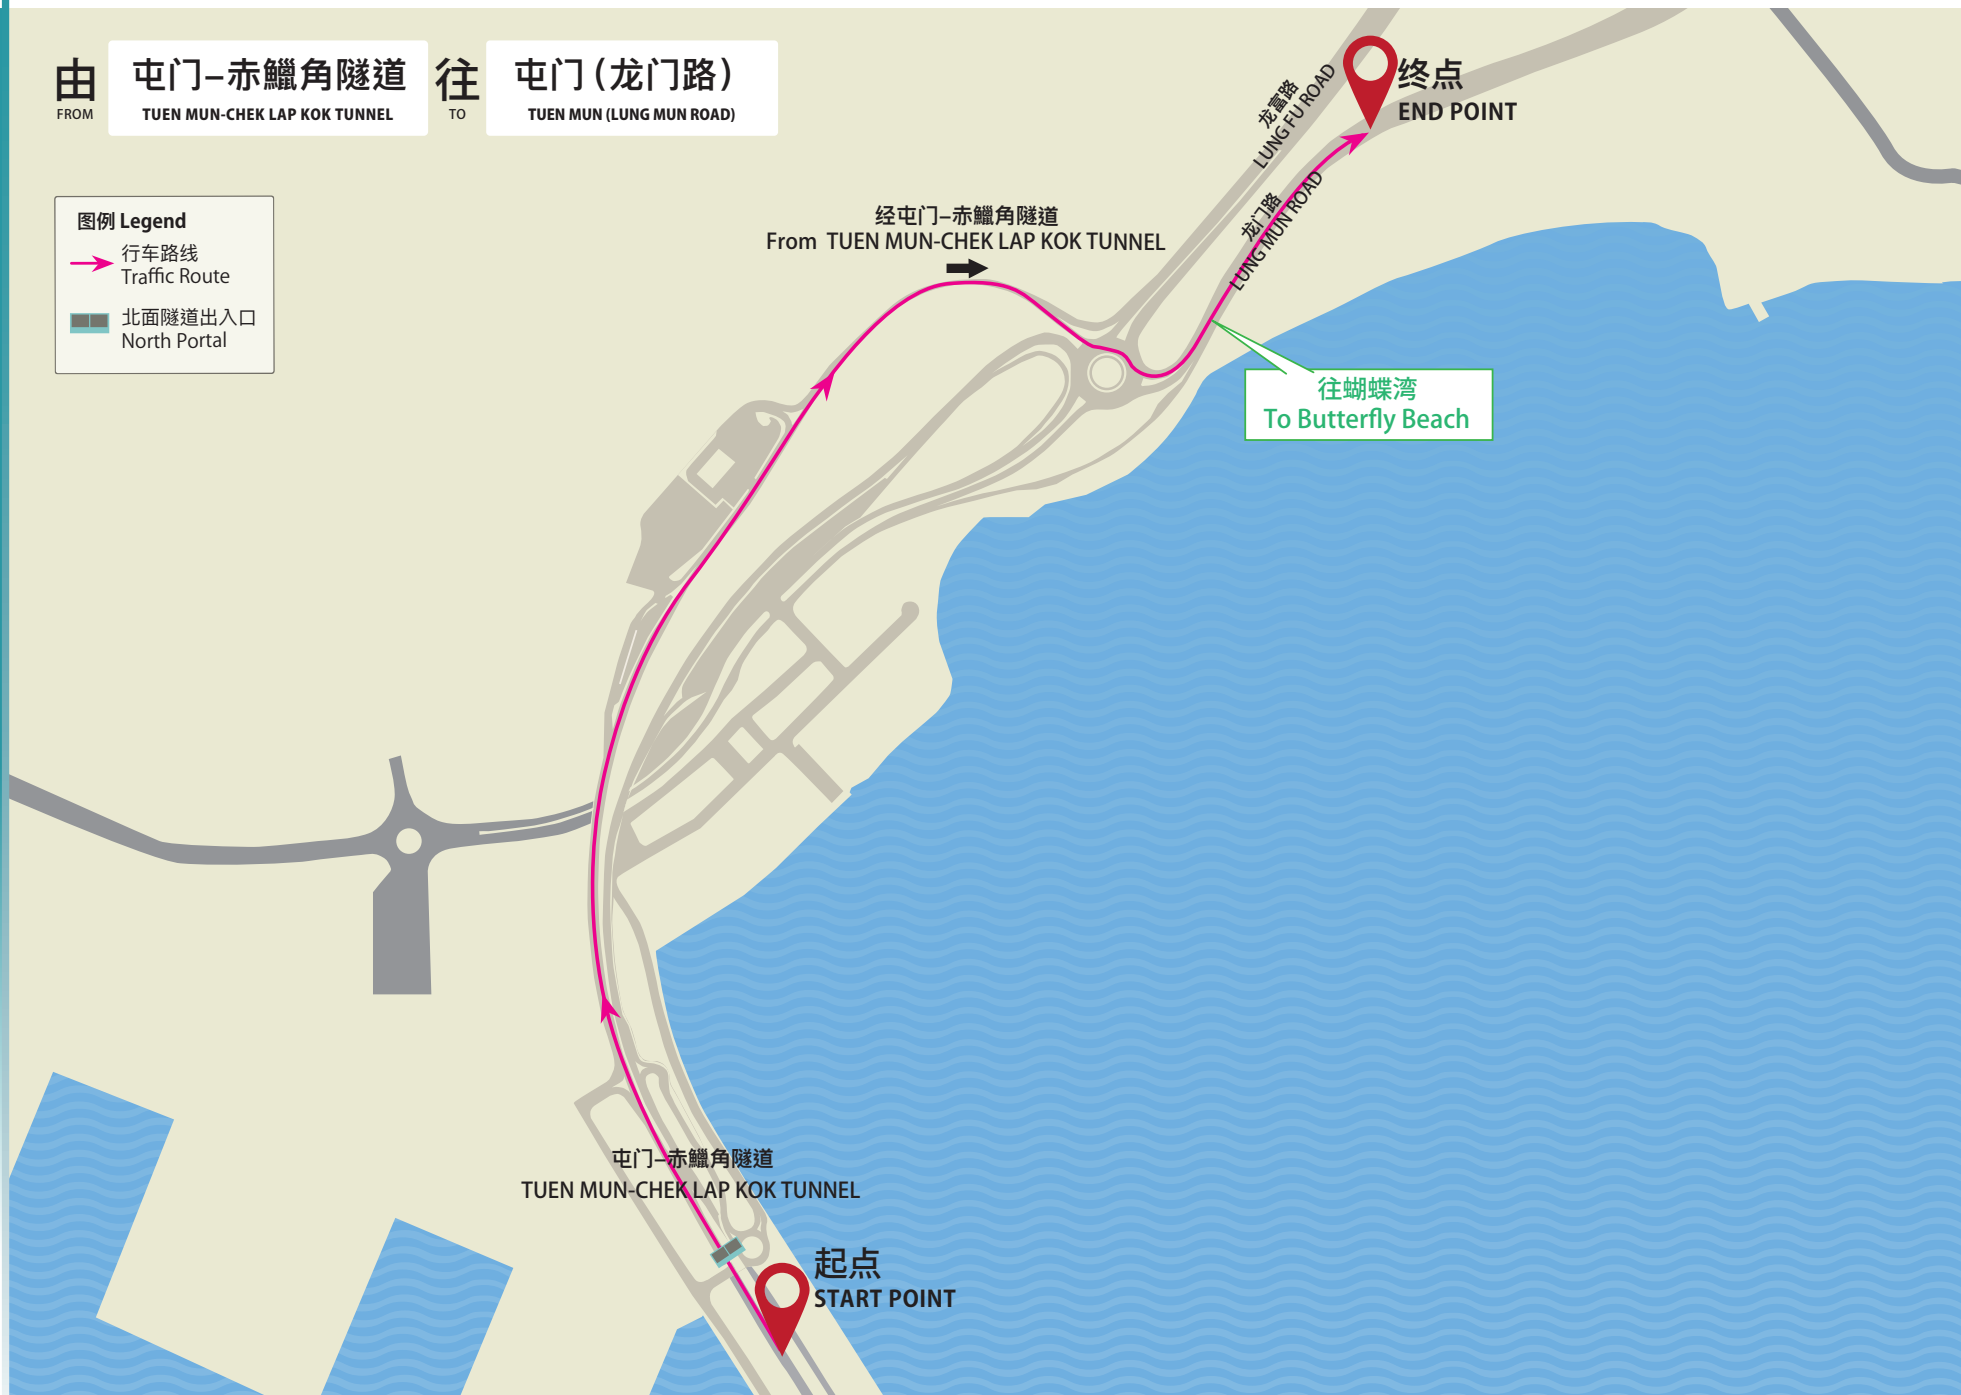 由
FROM
屯门–赤鱲角隧道
TUEN MUN-CHEK LAP KOK TUNNEL
往
TO
屯门（龙门路）
TUEN MUN (LUNG MUN ROAD)
图例 Legend
行车路线
Traffic Route
北面隧道出入口
North Portal
终点
END POINT
龙富路
LUNG FU ROAD
龙门路
LUNG MUN ROAD
经屯门–赤鱲角隧道
From TUEN MUN-CHEK LAP KOK TUNNEL
往蝴蝶湾
To Butterfly Beach
屯门–赤鱲角隧道
TUEN MUN-CHEK LAP KOK TUNNEL
起点
START POINT